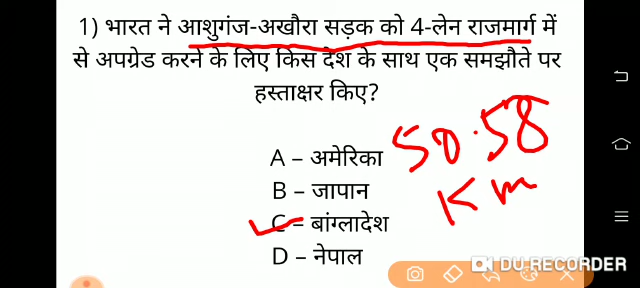 1) भारत ने आशुगंज-अखौरा सड़क को 4-लेन राजमार्ग में
से अपग्रेड करने के लिए किस देश के साथ एक समझौते पर
हस्ताक्षर किए?
A – अमेरिका
B – जापान
C – बांग्लादेश
D – नेपाल
50.58
Km
DU RECORDER